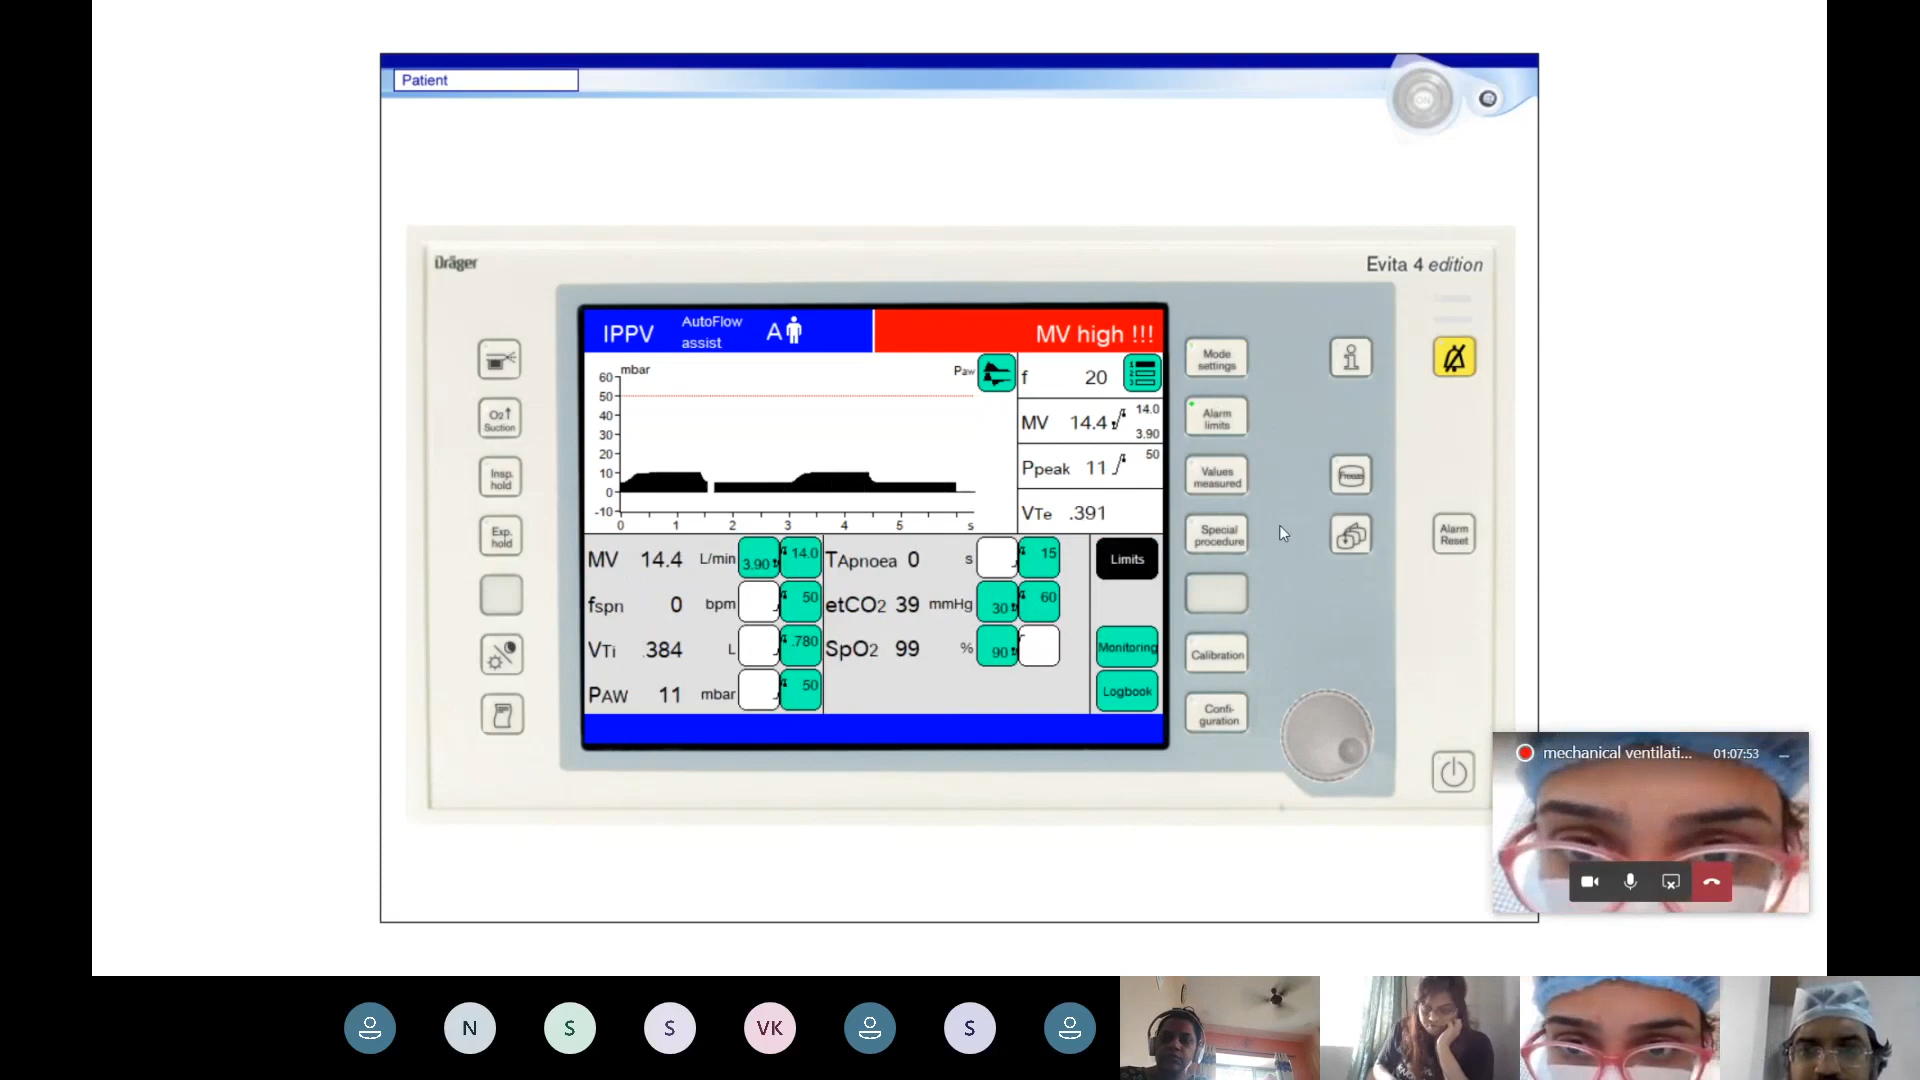 Patient
ON
Dräger
Evita 4 edition
IPPV
AutoFlow
assist
A
MV high !!!
mbar
Paw
60
50
40
30
20
10
0
-10
0 1 2 3 4 5 s
f 20
MV 14.4 14.0
3.90
Ppeak 11 50
VTe .391
MV 14.4 L/min 3.90 14.0
fspn 0 bpm 50
VTi .384 L .780
PAW 11 mbar 50
TApnoea 0 s 15
etCO2 39 mmHg 30 60
SpO2 99 % 90
Limits
Monitoring
Logbook
O2↑
Suction
Insp.
hold
Exp.
hold
Mode
settings
Alarm
limits
Values
measured
Special
procedure
Calibration
Confi-
guration
i
Freeze
Alarm
Reset
mechanical ventilati... 01:07:53
N
S
S
VK
S